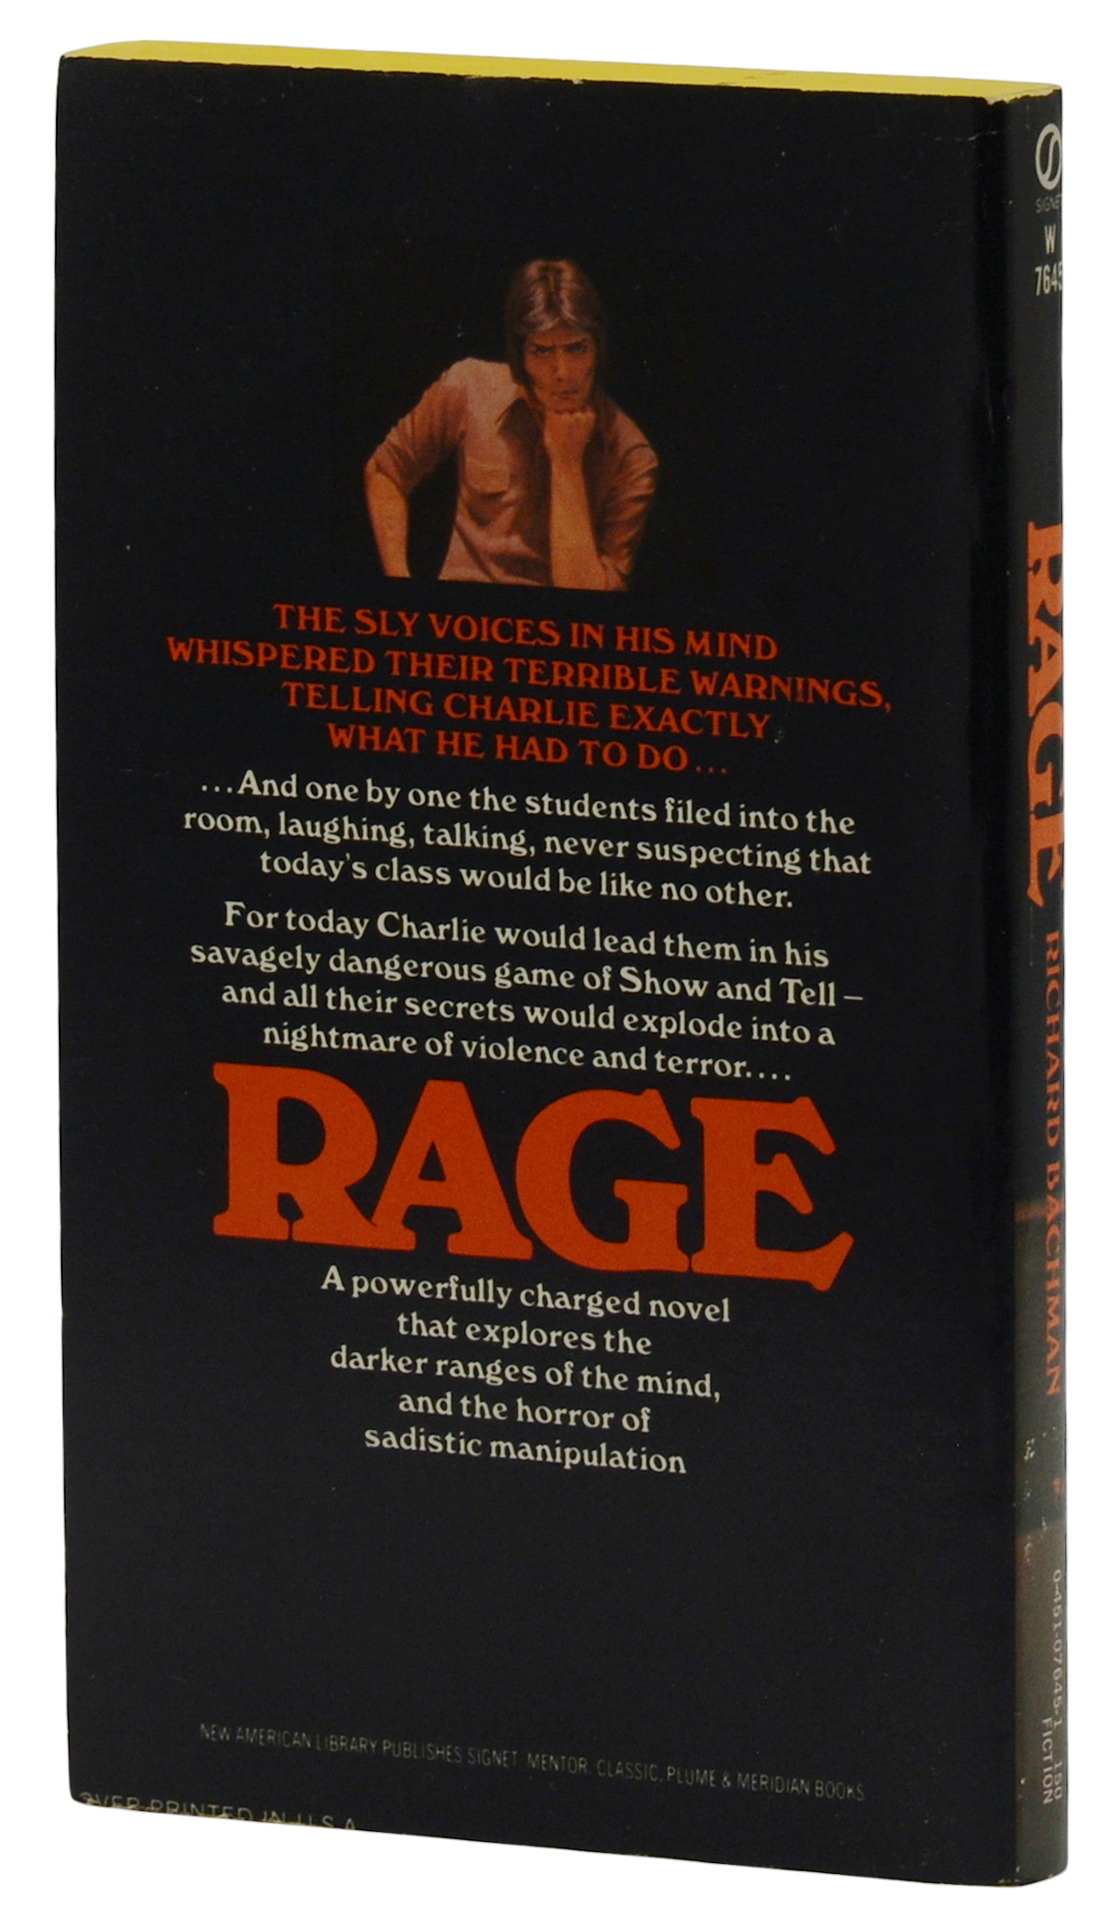 THE SLY VOICES IN HIS MIND
WHISPERED THEIR TERRIBLE WARNINGS,
TELLING CHARLIE EXACTLY
WHAT HE HAD TO DO...
...And one by one the students filed into the
room, laughing, talking, never suspecting that
today's class would be like no other.
For today Charlie would lead them in his
savagely dangerous game of Show and Tell –
and all their secrets would explode into a
nightmare of violence and terror....
RAGE
A powerfully charged novel
that explores the
darker ranges of the mind,
and the horror of
sadistic manipulation
NEW AMERICAN LIBRARY PUBLISHES SIGNET, MENTOR, CLASSIC, PLUME & MERIDIAN BOOKS
PRINTED IN U.S.A.
SIGNET
W
7645
RAGE RICHARD BACHMAN
0-451-07645-1 150
FICTION